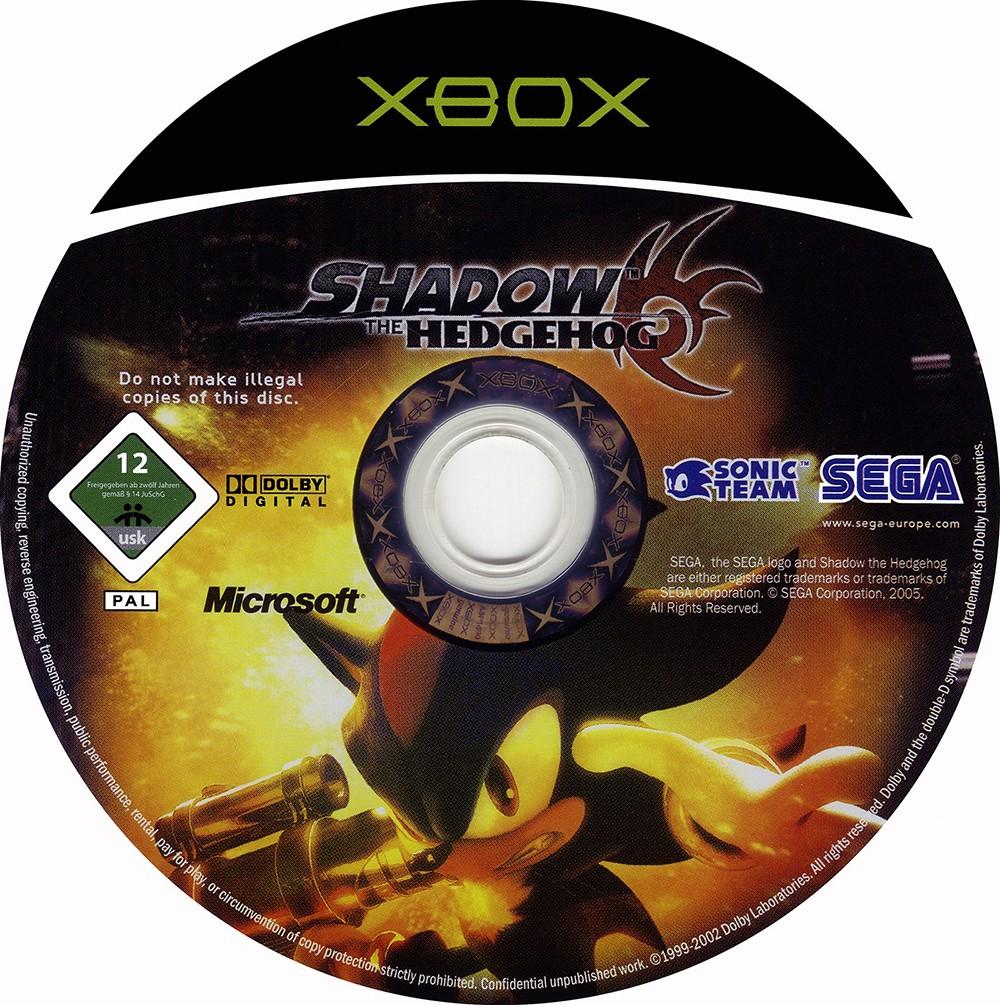 XBOX
SHADOW™
THE HEDGEHOG
Do not make illegal
copies of this disc.
12
Freigegeben ab zwölf Jahren
gemäß § 14 JuSchG
usk
PAL
DOLBY®
DIGITAL
Microsoft®
XBOX
SONIC™
TEAM
SEGA®
www.sega-europe.com
SEGA, the SEGA logo and Shadow the Hedgehog
are either registered trademarks or trademarks of
SEGA Corporation. © SEGA Corporation, 2005.
All Rights Reserved.
Unauthorized copying, reverse engineering, transmission, public performance, rental, pay for play, or circumvention of copy protection strictly prohibited. Confidential unpublished work. ©1999-2002 Dolby Laboratories. All rights reserved. Dolby and the double-D symbol are trademarks of Dolby Laboratories.